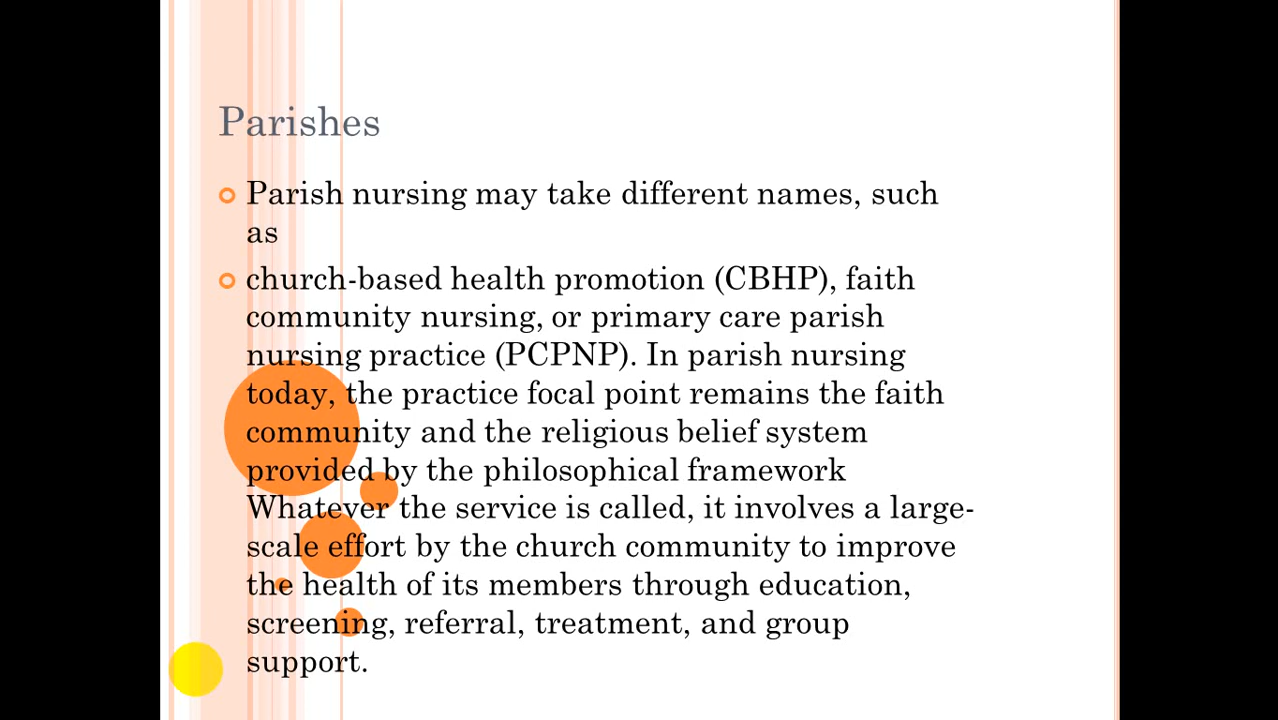 Parishes
Parish nursing may take different names, such
as
church-based health promotion (CBHP), faith
community nursing, or primary care parish
nursing practice (PCPNP). In parish nursing
today, the practice focal point remains the faith
community and the religious belief system
provided by the philosophical framework
Whatever the service is called, it involves a large-
scale effort by the church community to improve
the health of its members through education,
screening, referral, treatment, and group
support.